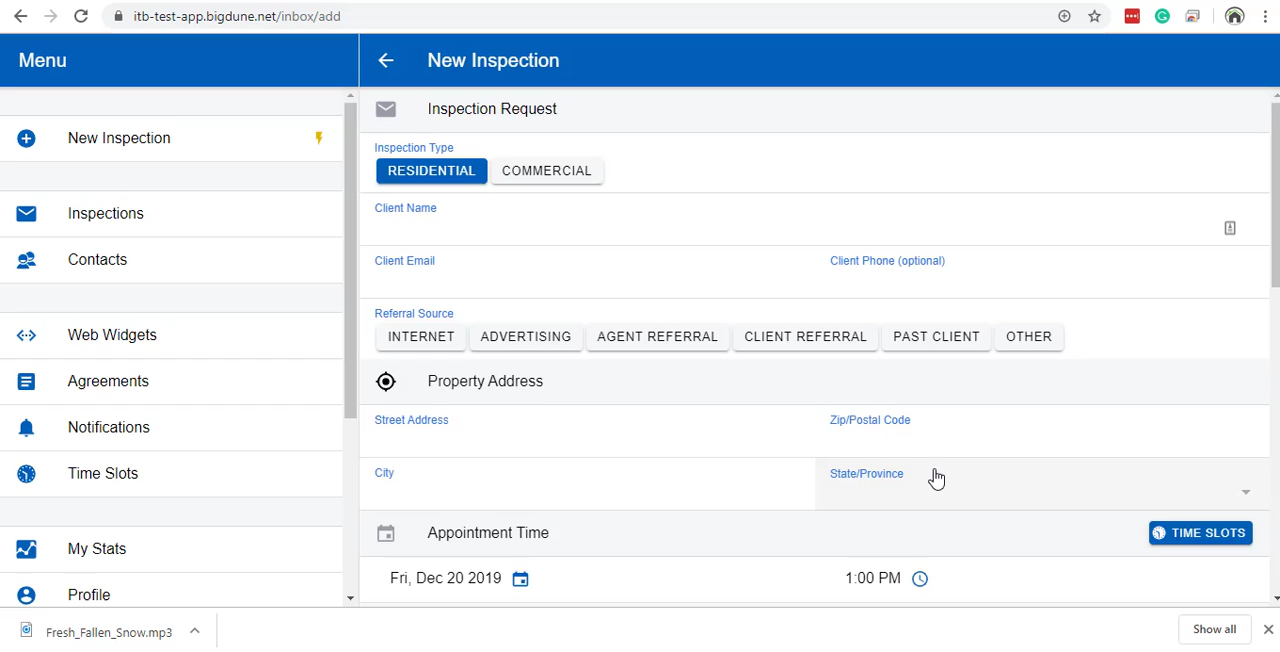 itb-test-app.bigdune.net/inbox/add
Menu
New Inspection
New Inspection
Inspections
Contacts
Web Widgets
Agreements
Notifications
Time Slots
My Stats
Profile
Inspection Request
Inspection Type
RESIDENTIAL COMMERCIAL
Client Name
Client Email Client Phone (optional)
Referral Source
INTERNET ADVERTISING AGENT REFERRAL CLIENT REFERRAL PAST CLIENT OTHER
Property Address
Street Address Zip/Postal Code
City State/Province
Appointment Time TIME SLOTS
Fri, Dec 20 2019 1:00 PM
Fresh_Fallen_Snow.mp3 Show all